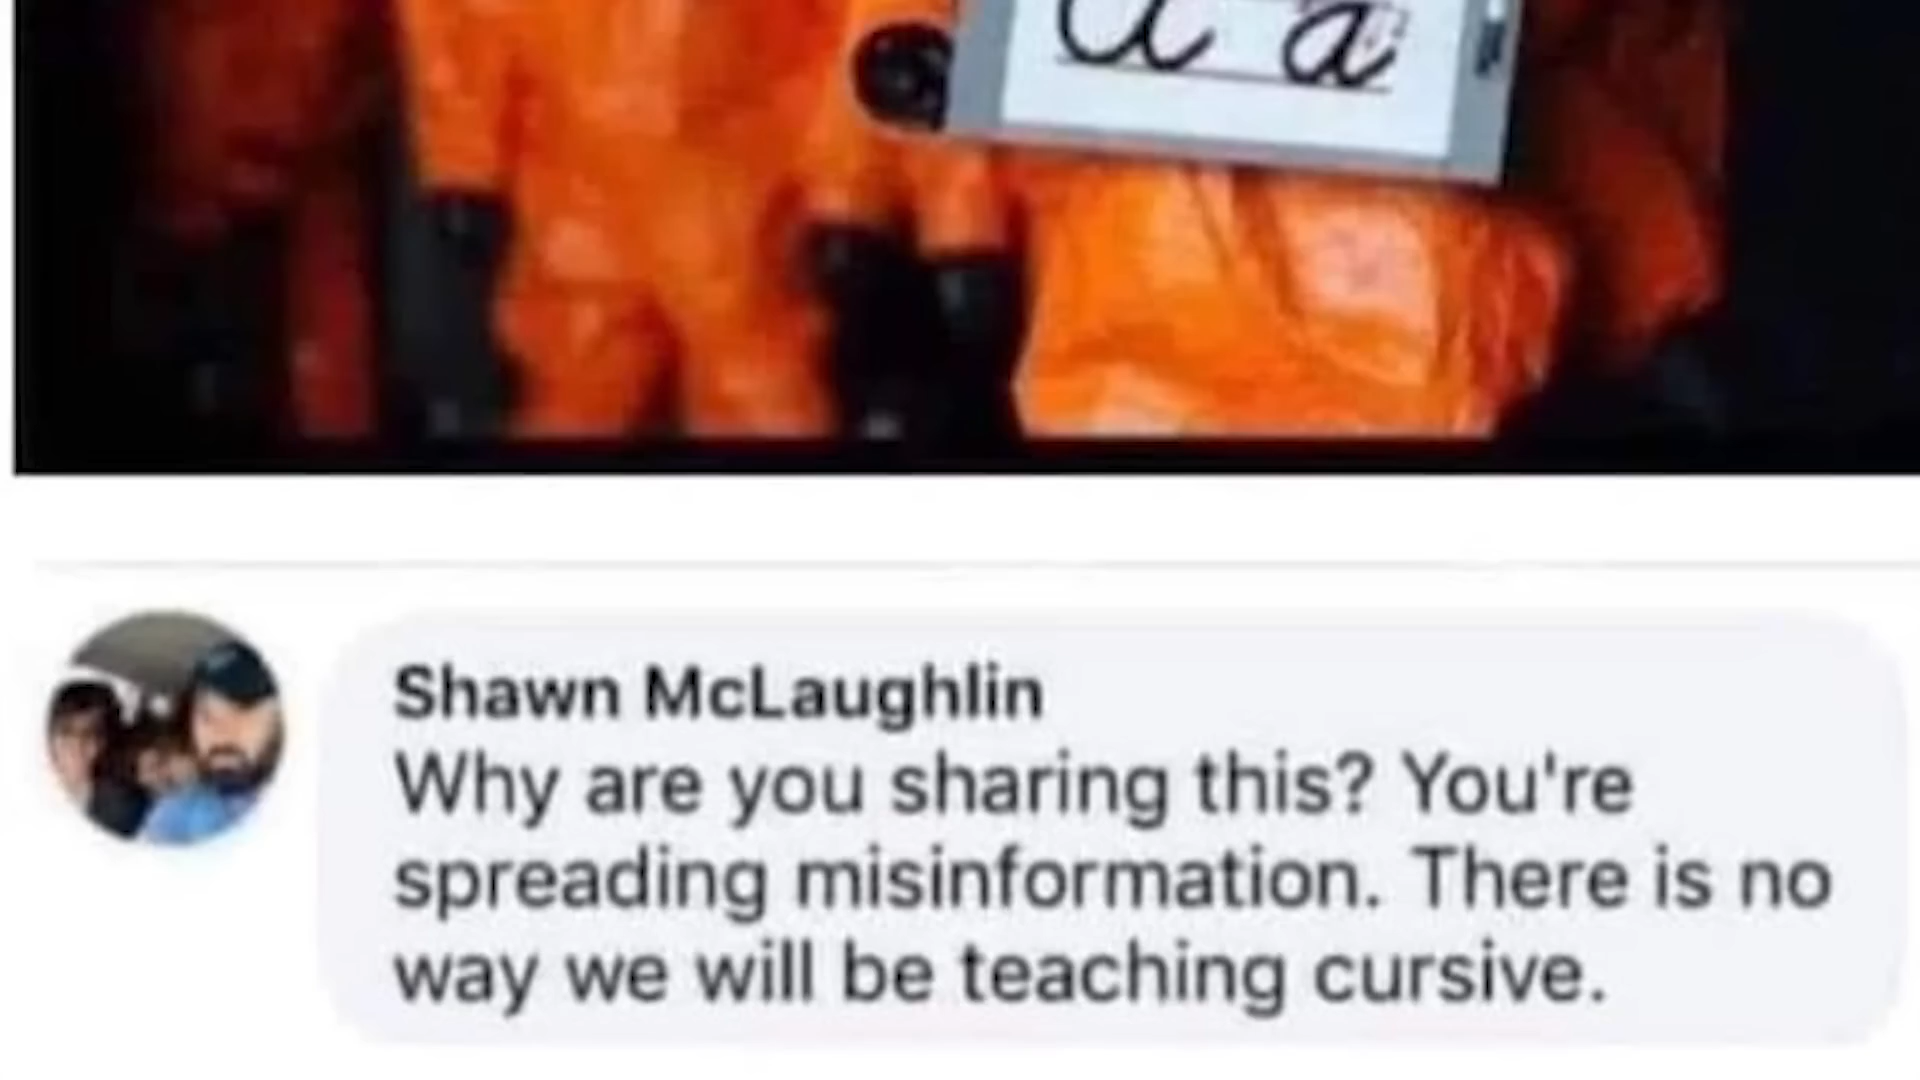 a a
Shawn McLaughlin
Why are you sharing this? You're
spreading misinformation. There is no
way we will be teaching cursive.